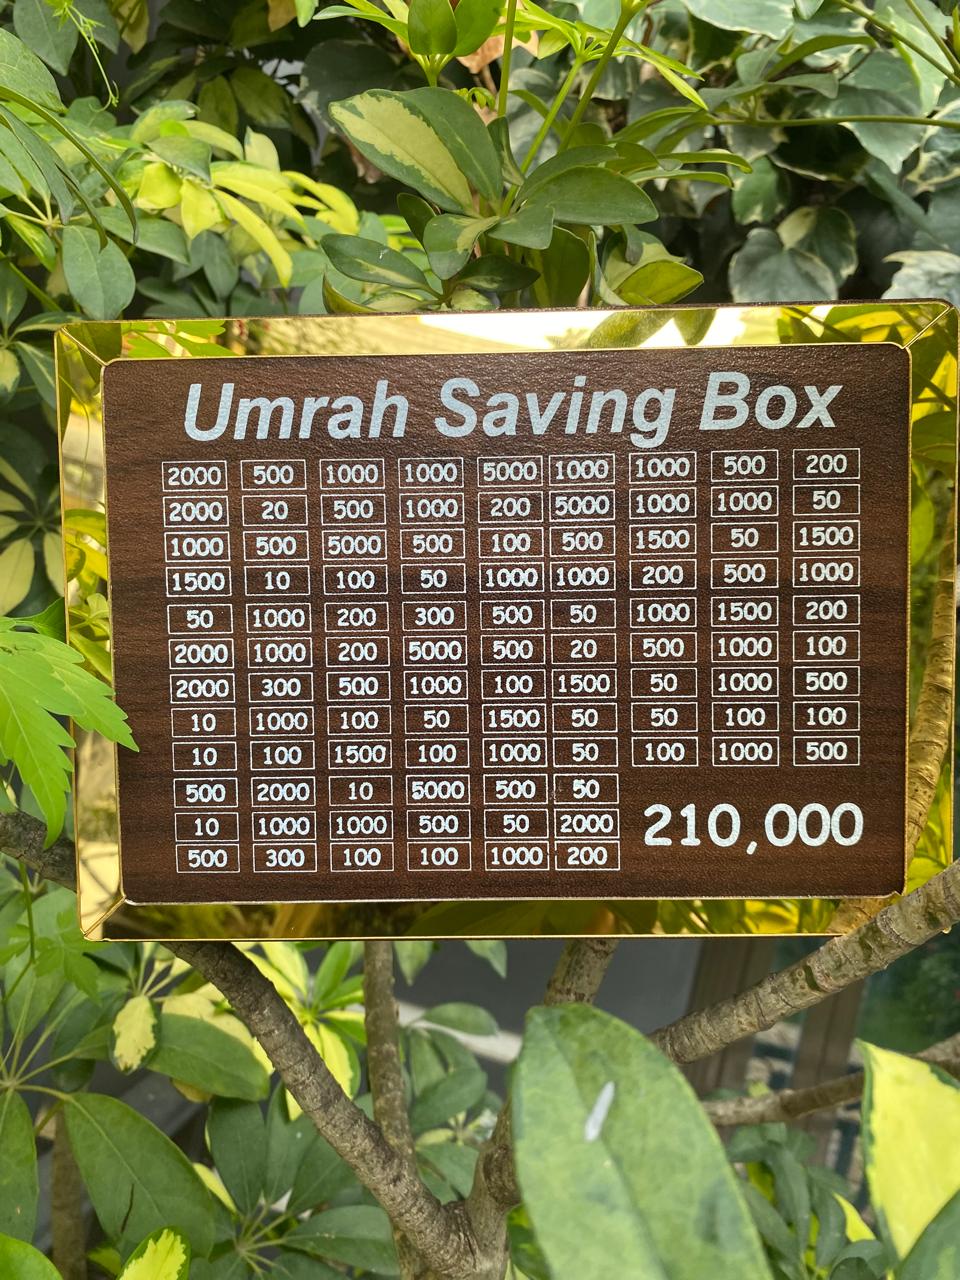 Umrah Saving Box
2000 500 1000 1000 5000 1000 1000 500 200
2000 20 500 1000 200 5000 1000 1000 50
1000 500 5000 500 100 500 1500 50 1500
1500 10 100 50 1000 1000 200 500 1000
50 1000 200 300 500 50 1000 1500 200
2000 1000 200 5000 500 20 500 1000 100
2000 300 500 1000 100 1500 50 1000 500
10 1000 100 50 1500 50 50 100 100
10 100 1500 100 1000 50 100 1000 500
500 2000 10 5000 500 50
10 1000 1000 500 50 2000
500 300 100 100 1000 200
210,000